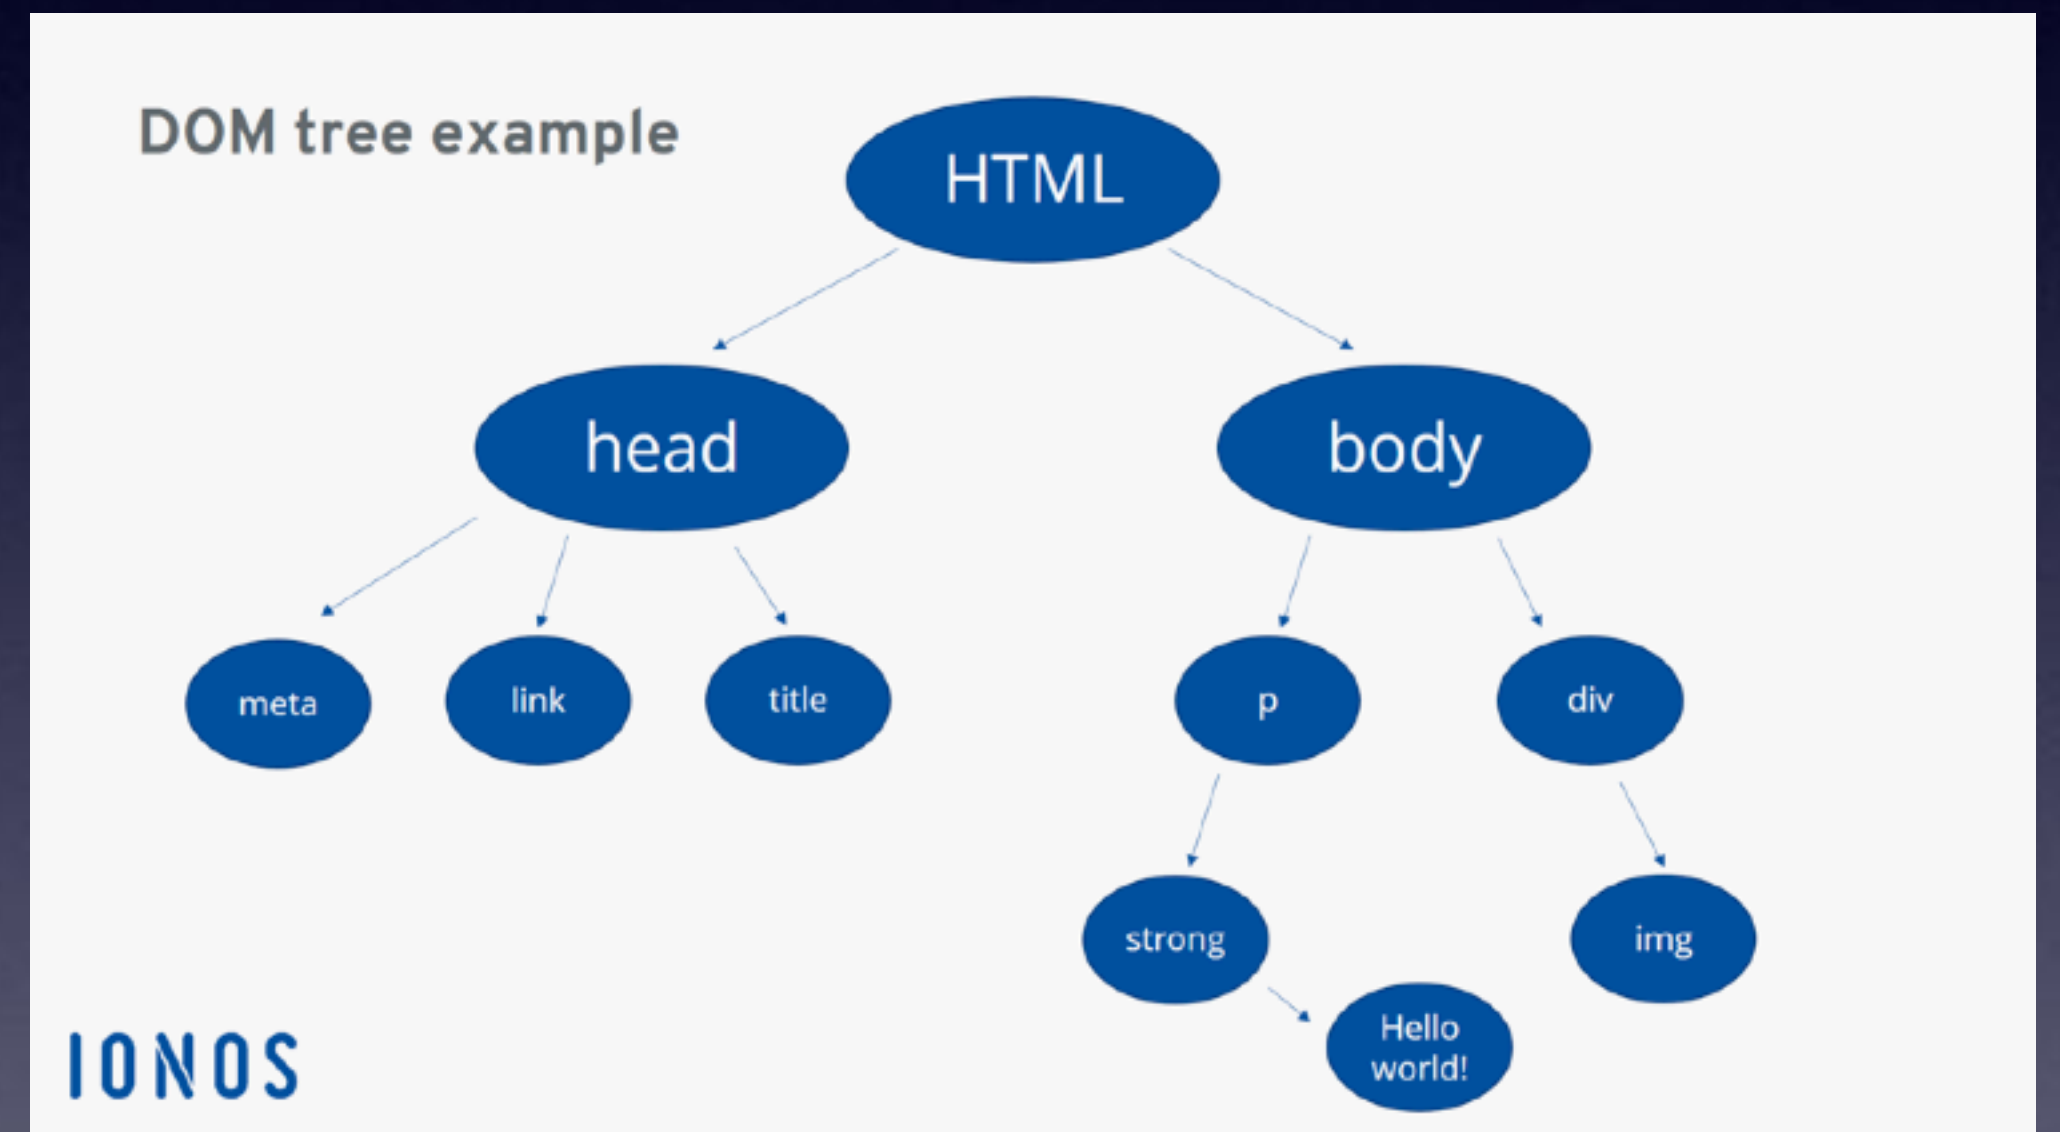 DOM tree example
HTML
head
body
meta
link
title
p
div
strong
img
Hello
world!
IONOS